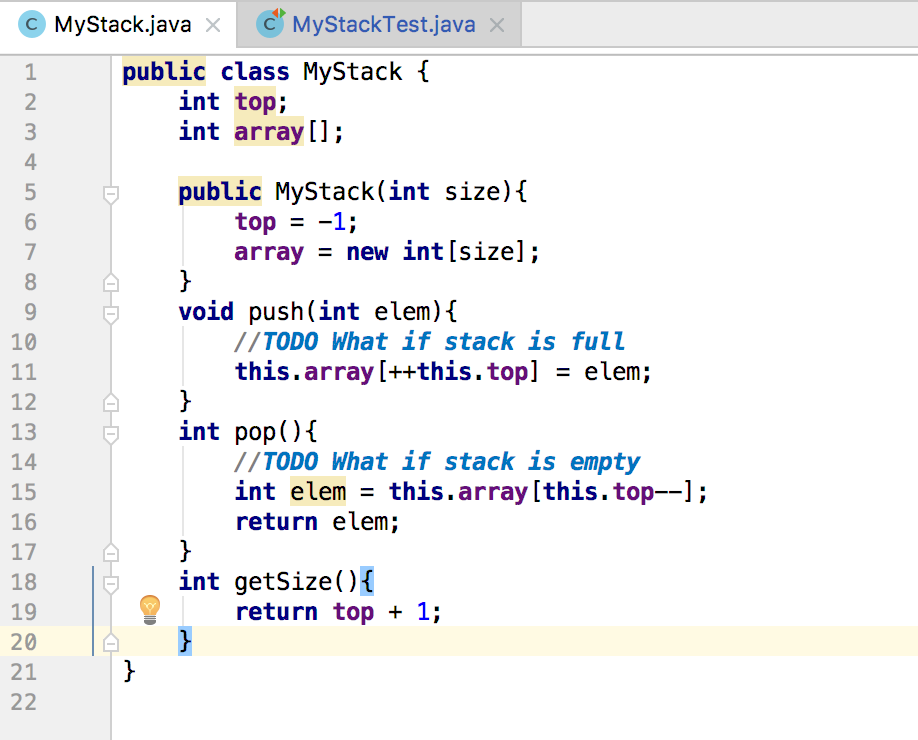 C MyStack.java × C MyStackTest.java ×
1 public class MyStack {
2     int top;
3     int array[];
4
5     public MyStack(int size){
6         top = -1;
7         array = new int[size];
8     }
9     void push(int elem){
10         //TODO What if stack is full
11         this.array[++this.top] = elem;
12     }
13     int pop(){
14         //TODO What if stack is empty
15         int elem = this.array[this.top--];
16         return elem;
17     }
18     int getSize(){
19         return top + 1;
20     }
21 }
22